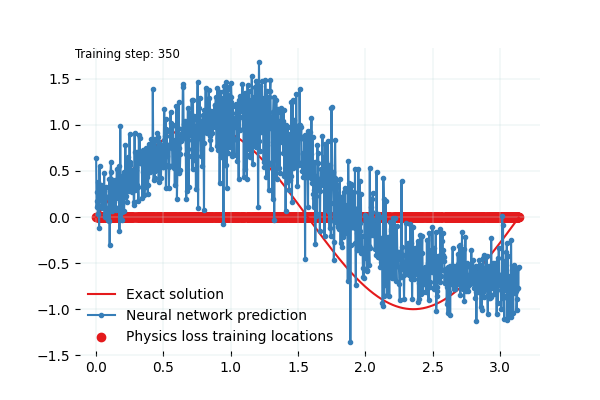 Training step: 350
1.5
1.0
0.5
0.0
−0.5
−1.0
−1.5
Exact solution
Neural network prediction
Physics loss training locations
0.0 0.5 1.0 1.5 2.0 2.5 3.0